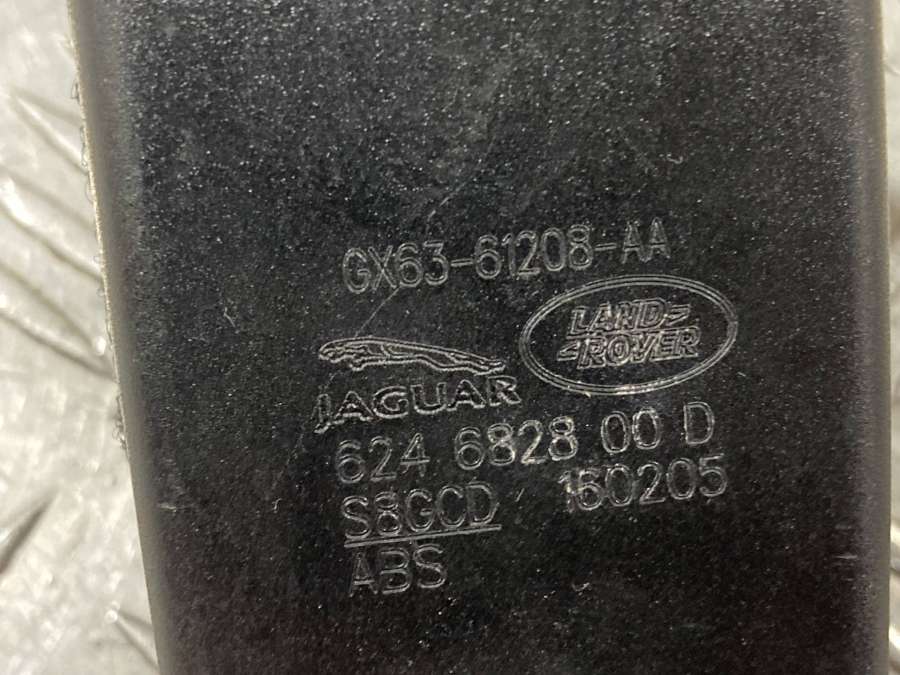 GX63-61208-AA
LAND-
-ROVER
JAGUAR
624 6828 00 D
S8GCD 160205
ABS